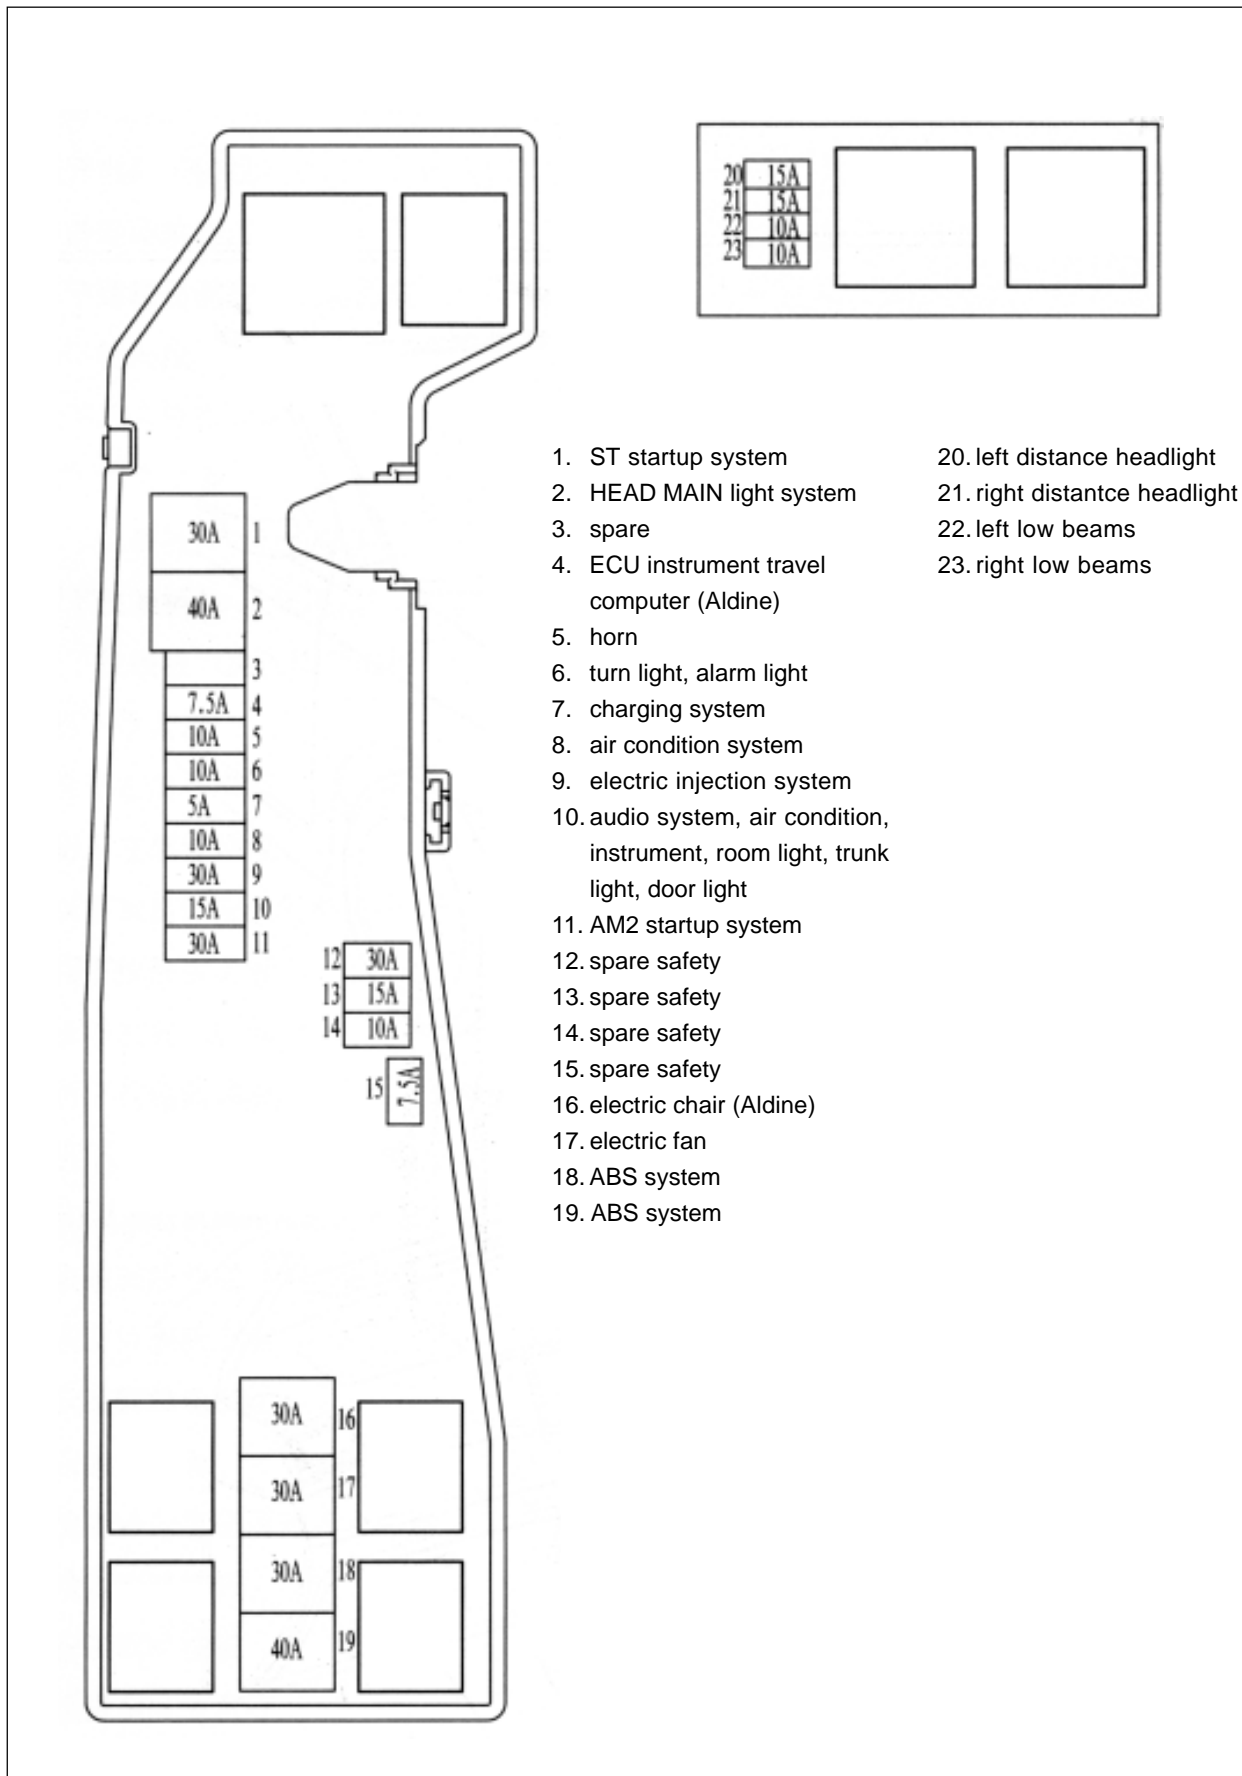 20 15A
21 15A
22 10A
23 10A
30A 1
40A 2
3
7.5A 4
10A 5
10A 6
5A 7
10A 8
30A 9
15A 10
30A 11
12 30A
13 15A
14 10A
15 7.5A
30A 16
30A 17
30A 18
40A 19
1. ST startup system
2. HEAD MAIN light system
3. spare
4. ECU instrument travel
computer (Aldine)
5. horn
6. turn light, alarm light
7. charging system
8. air condition system
9. electric injection system
10. audio system, air condition,
instrument, room light, trunk
light, door light
11. AM2 startup system
12. spare safety
13. spare safety
14. spare safety
15. spare safety
16. electric chair (Aldine)
17. electric fan
18. ABS system
19. ABS system
20. left distance headlight
21. right distantce headlight
22. left low beams
23. right low beams